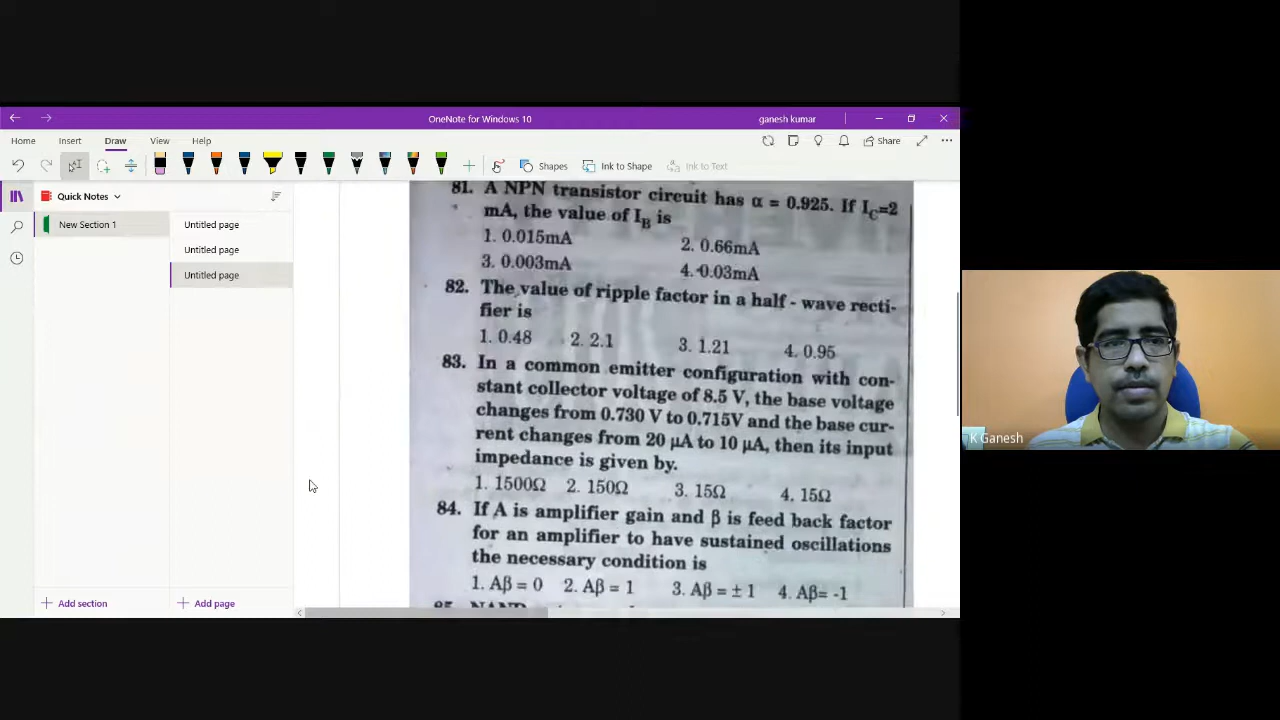 OneNote for Windows 10
ganesh kumar
Home Insert Draw View Help
Share
Shapes Ink to Shape Ink to Text
Quick Notes
New Section 1
Untitled page
Untitled page
Untitled page
Add section
Add page
81. A NPN transistor circuit has α = 0.925. If I_C=2
mA, the value of I_B is
1. 0.015mA 2. 0.66mA
3. 0.003mA 4. 0.03mA
82. The value of ripple factor in a half - wave recti-
fier is
1. 0.48 2. 2.1 3. 1.21 4. 0.95
83. In a common emitter configuration with con-
stant collector voltage of 8.5 V, the base voltage
changes from 0.730 V to 0.715V and the base cur-
rent changes from 20 μA to 10 μA, then its input
impedance is given by.
1. 1500Ω 2. 150Ω 3. 15Ω 4. 15Ω
84. If A is amplifier gain and β is feed back factor
for an amplifier to have sustained oscillations
the necessary condition is
1. Aβ = 0 2. Aβ = 1 3. Aβ = ± 1 4. Aβ= -1
K Ganesh